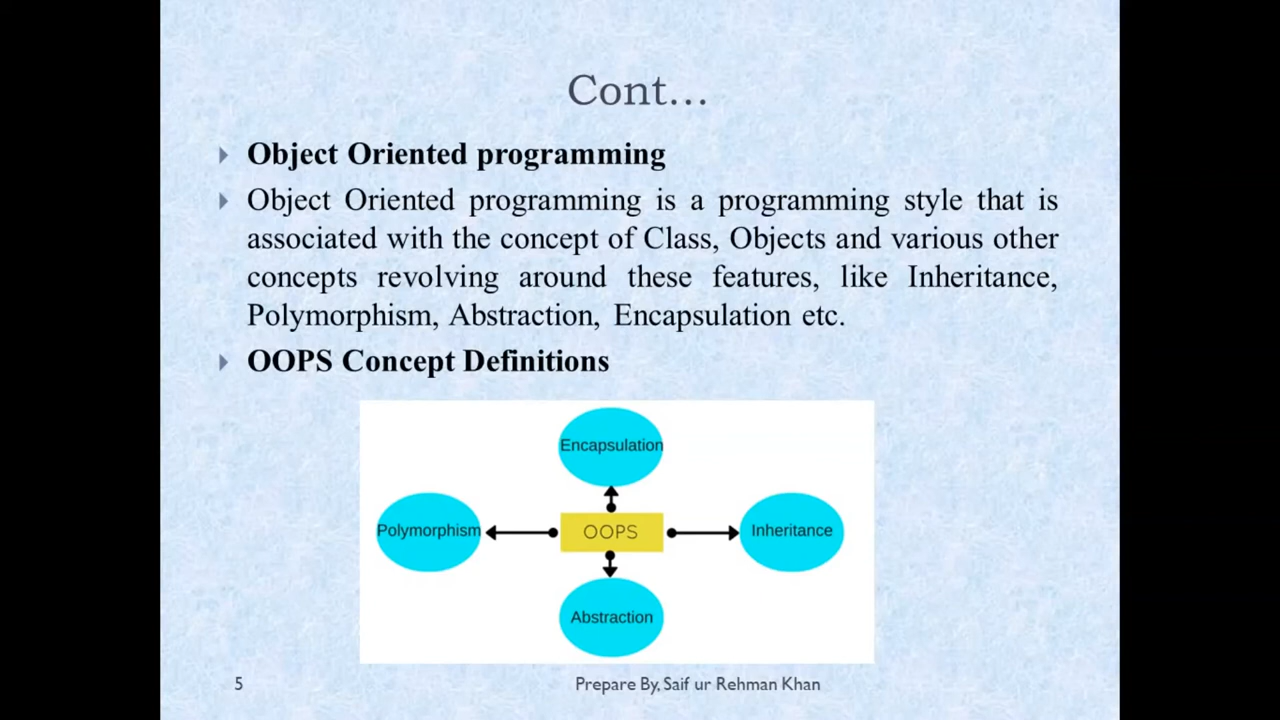 Cont...
Object Oriented programming
Object Oriented programming is a programming style that is
associated with the concept of Class, Objects and various other
concepts revolving around these features, like Inheritance,
Polymorphism, Abstraction, Encapsulation etc.
OOPS Concept Definitions
Encapsulation
Polymorphism
OOPS
Inheritance
Abstraction
5
Prepare By, Saif ur Rehman Khan